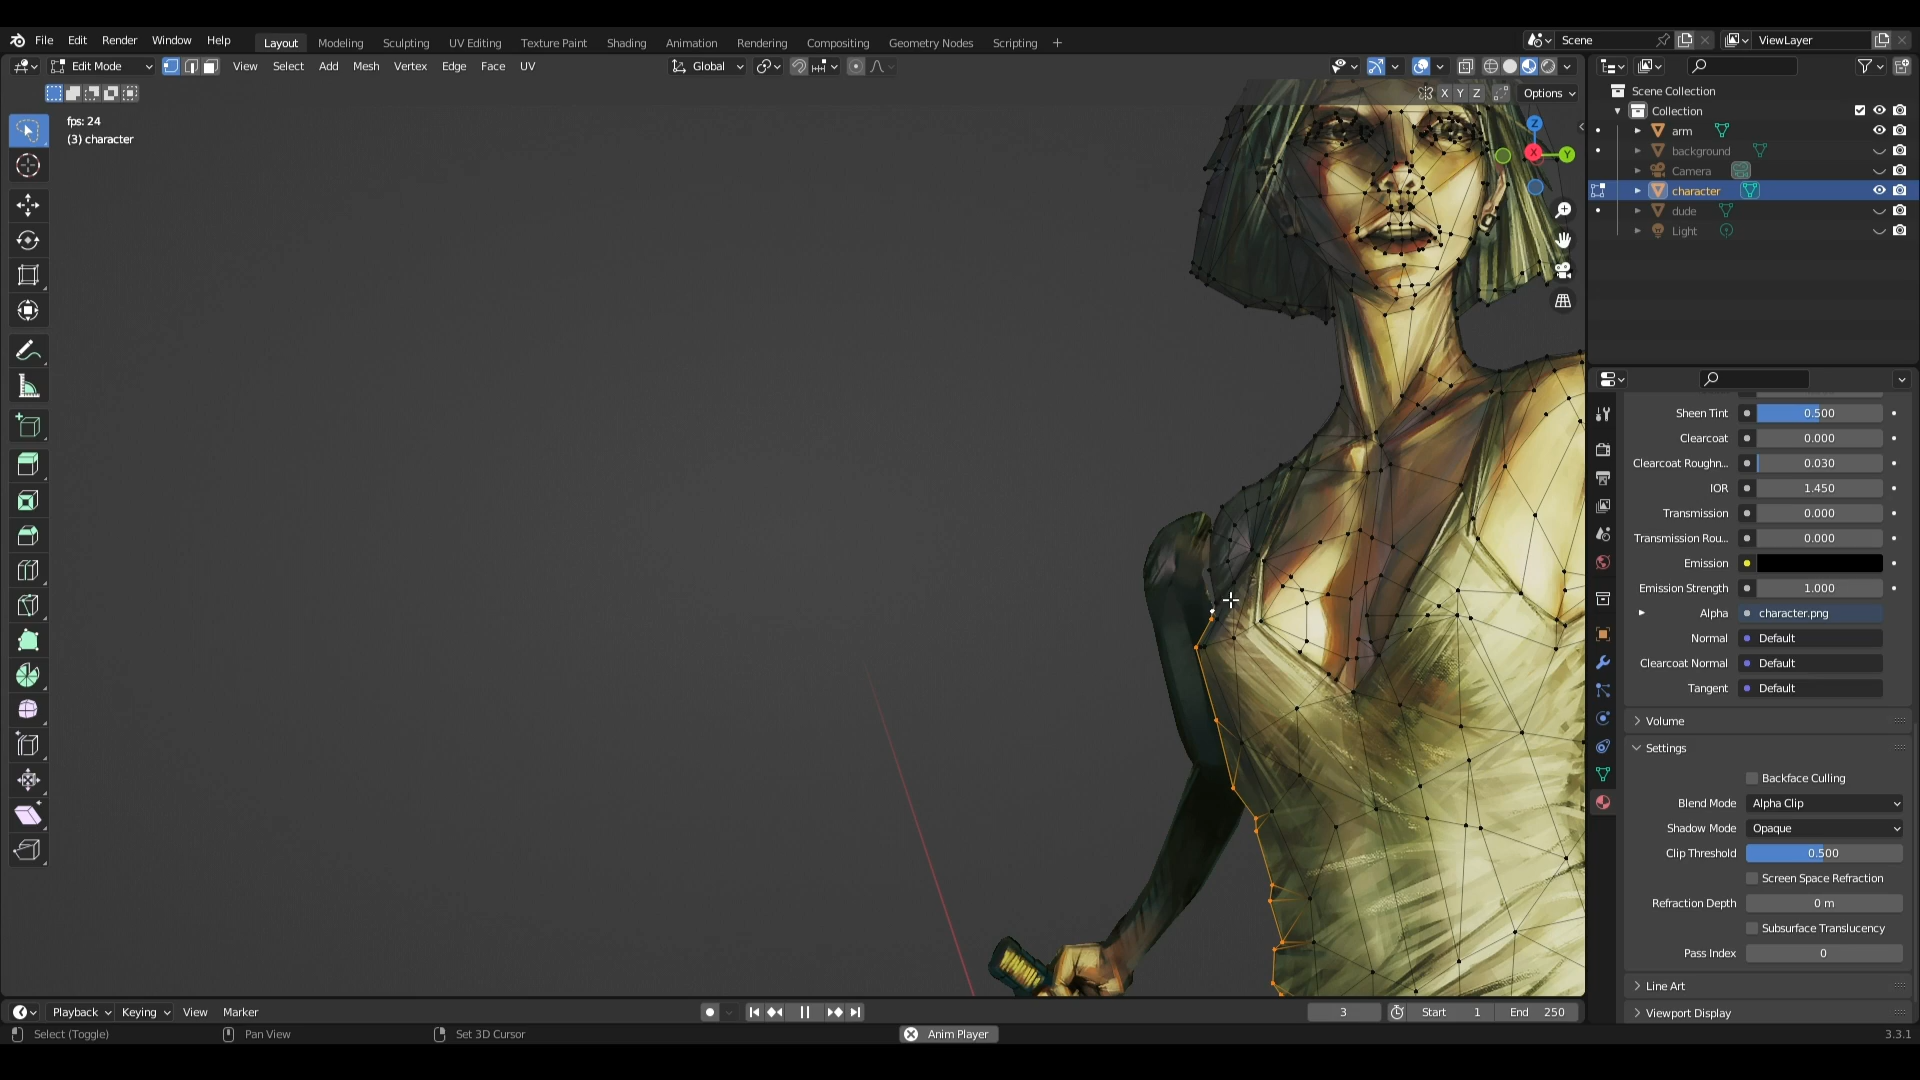 File Edit Render Window Help Layout Modeling Sculpting UV Editing Texture Paint Shading Animation Rendering Compositing Geometry Nodes Scripting + Scene ViewLayer
Edit Mode View Select Add Mesh Vertex Edge Face UV Global
X Y Z Options
fps: 24
(3) character
Z
X
Y
Scene Collection
Collection
arm
background
Camera
character
dude
Light
Sheen Tint 0.500
Clearcoat 0.000
Clearcoat Roughn... 0.030
IOR 1.450
Transmission 0.000
Transmission Rou... 0.000
Emission
Emission Strength 1.000
Alpha character.png
Normal Default
Clearcoat Normal Default
Tangent Default
Volume
Settings
Backface Culling
Blend Mode Alpha Clip
Shadow Mode Opaque
Clip Threshold 0.500
Screen Space Refraction
Refraction Depth 0 m
Subsurface Translucency
Pass Index 0
Line Art
Viewport Display
Playback Keying View Marker 3 Start 1 End 250
Select (Toggle) Pan View Set 3D Cursor Anim Player 3.3.1